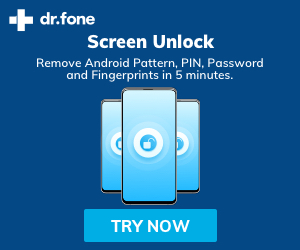 dr.fone
Screen Unlock
Remove Android Pattern, PIN, Password
and Fingerprints in 5 minutes.
TRY NOW